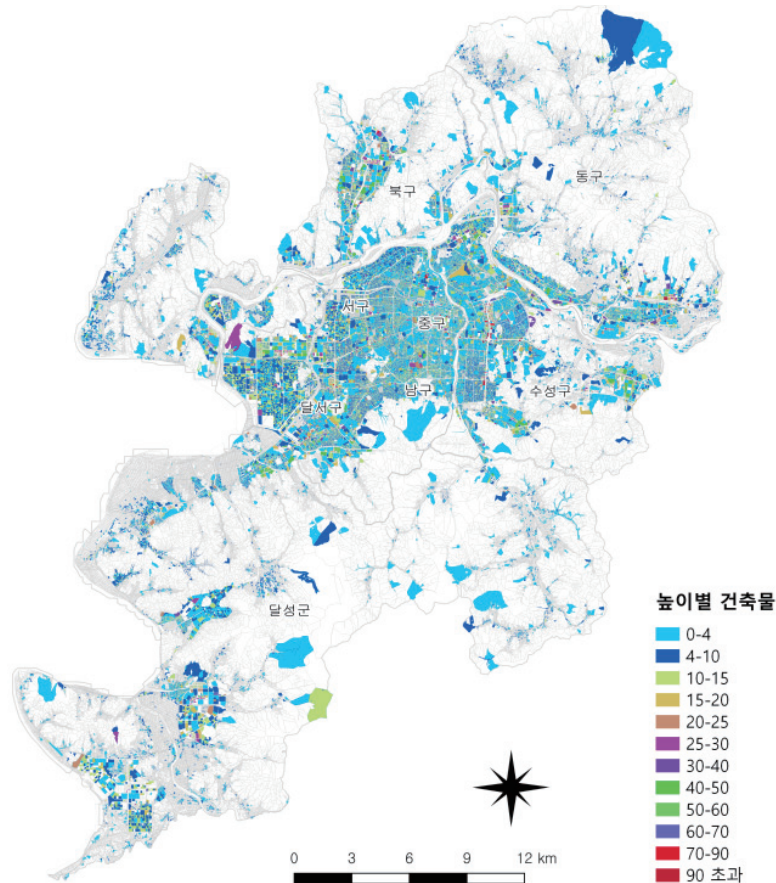 동구
북구
서구
중구
남구
수성구
달서구
달성군
높이별 건축물
0-4
4-10
10-15
15-20
20-25
25-30
30-40
40-50
50-60
60-70
70-90
90 초과
0 3 6 9 12 km